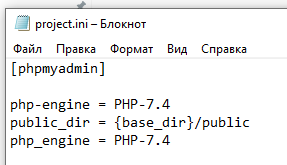 project.ini – Блокнот
Файл Правка Формат Вид Справка
[phpmyadmin]
php-engine = PHP-7.4
public_dir = {base_dir}/public
php_engine = PHP-7.4